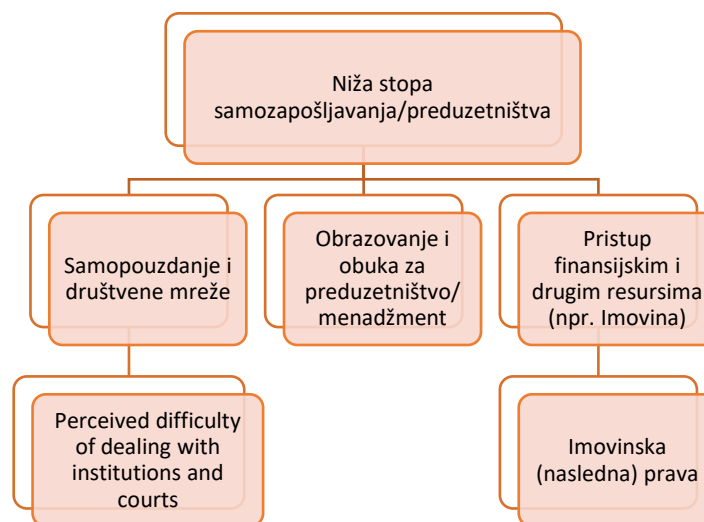 Niža stopa
samozapošljavanja/preduzetništva
Samopouzdanje i
društvene mreže
Obrazovanje i
obuka za
preduzetništvo/
menadžment
Pristup
finansijskim i
drugim resursima
(npr. Imovina)
Perceived difficulty
of dealing with
institutions and
courts
Imovinska
(nasledna) prava